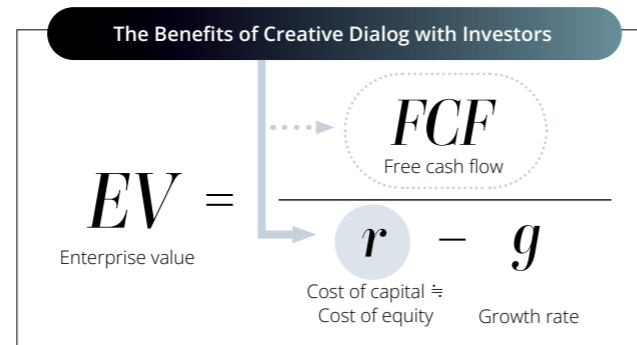 The Benefits of Creative Dialog with Investors
FCF
Free cash flow
EV =
Enterprise value
r − g
Cost of capital ≒
Cost of equity
Growth rate